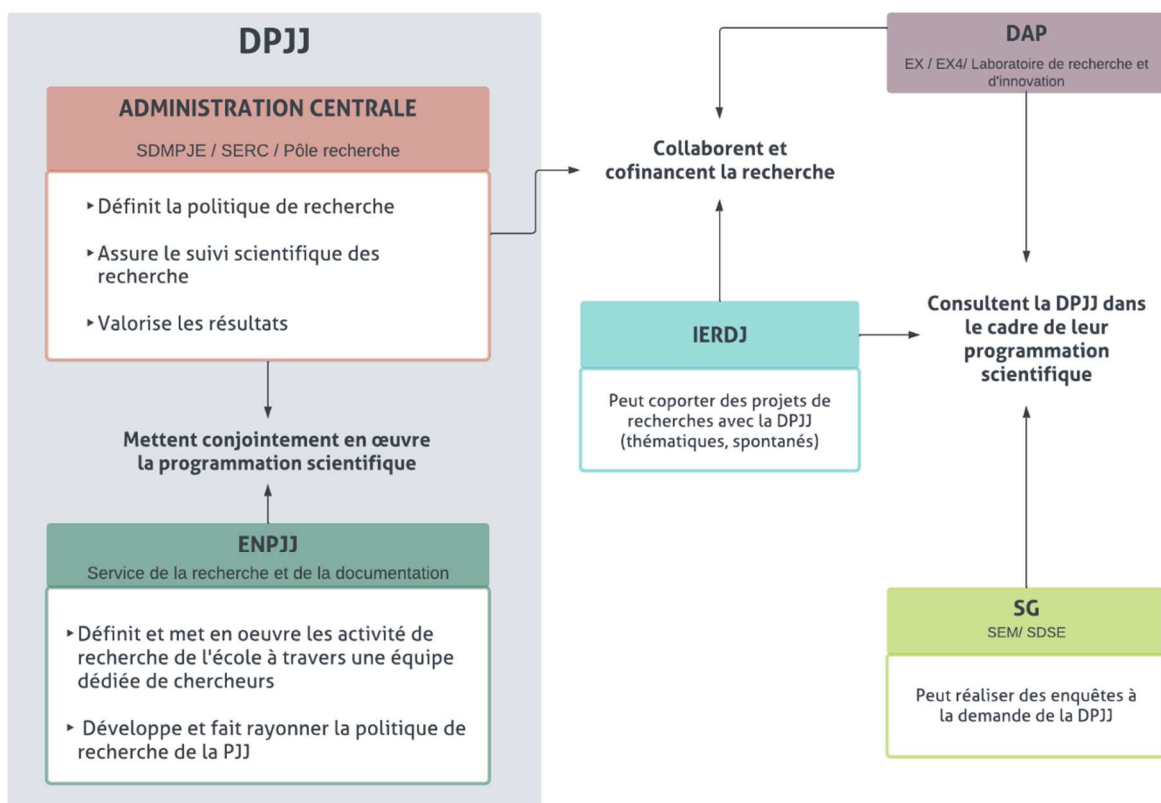 DPJJ
ADMINISTRATION CENTRALE
SDMPJE / SERC / Pôle recherche
‣ Définit la politique de recherche
‣ Assure le suivi scientifique des
recherche
‣ Valorise les résultats
Mettent conjointement en œuvre
la programmation scientifique
ENPJJ
Service de la recherche et de la documentation
‣ Définit et met en oeuvre les activité de
recherche de l'école à travers une équipe
dédiée de chercheurs
‣ Développe et fait rayonner la politique de
recherche de la PJJ
DAP
EX / EX4/ Laboratoire de recherche et
d'innovation
Collaborent et
cofinancent la recherche
IERDJ
Peut coporter des projets de
recherches avec la DPJJ
(thématiques, spontanés)
Consultent la DPJJ dans
le cadre de leur
programmation
scientifique
SG
SEM/ SDSE
Peut réaliser des enquêtes à
la demande de la DPJJ